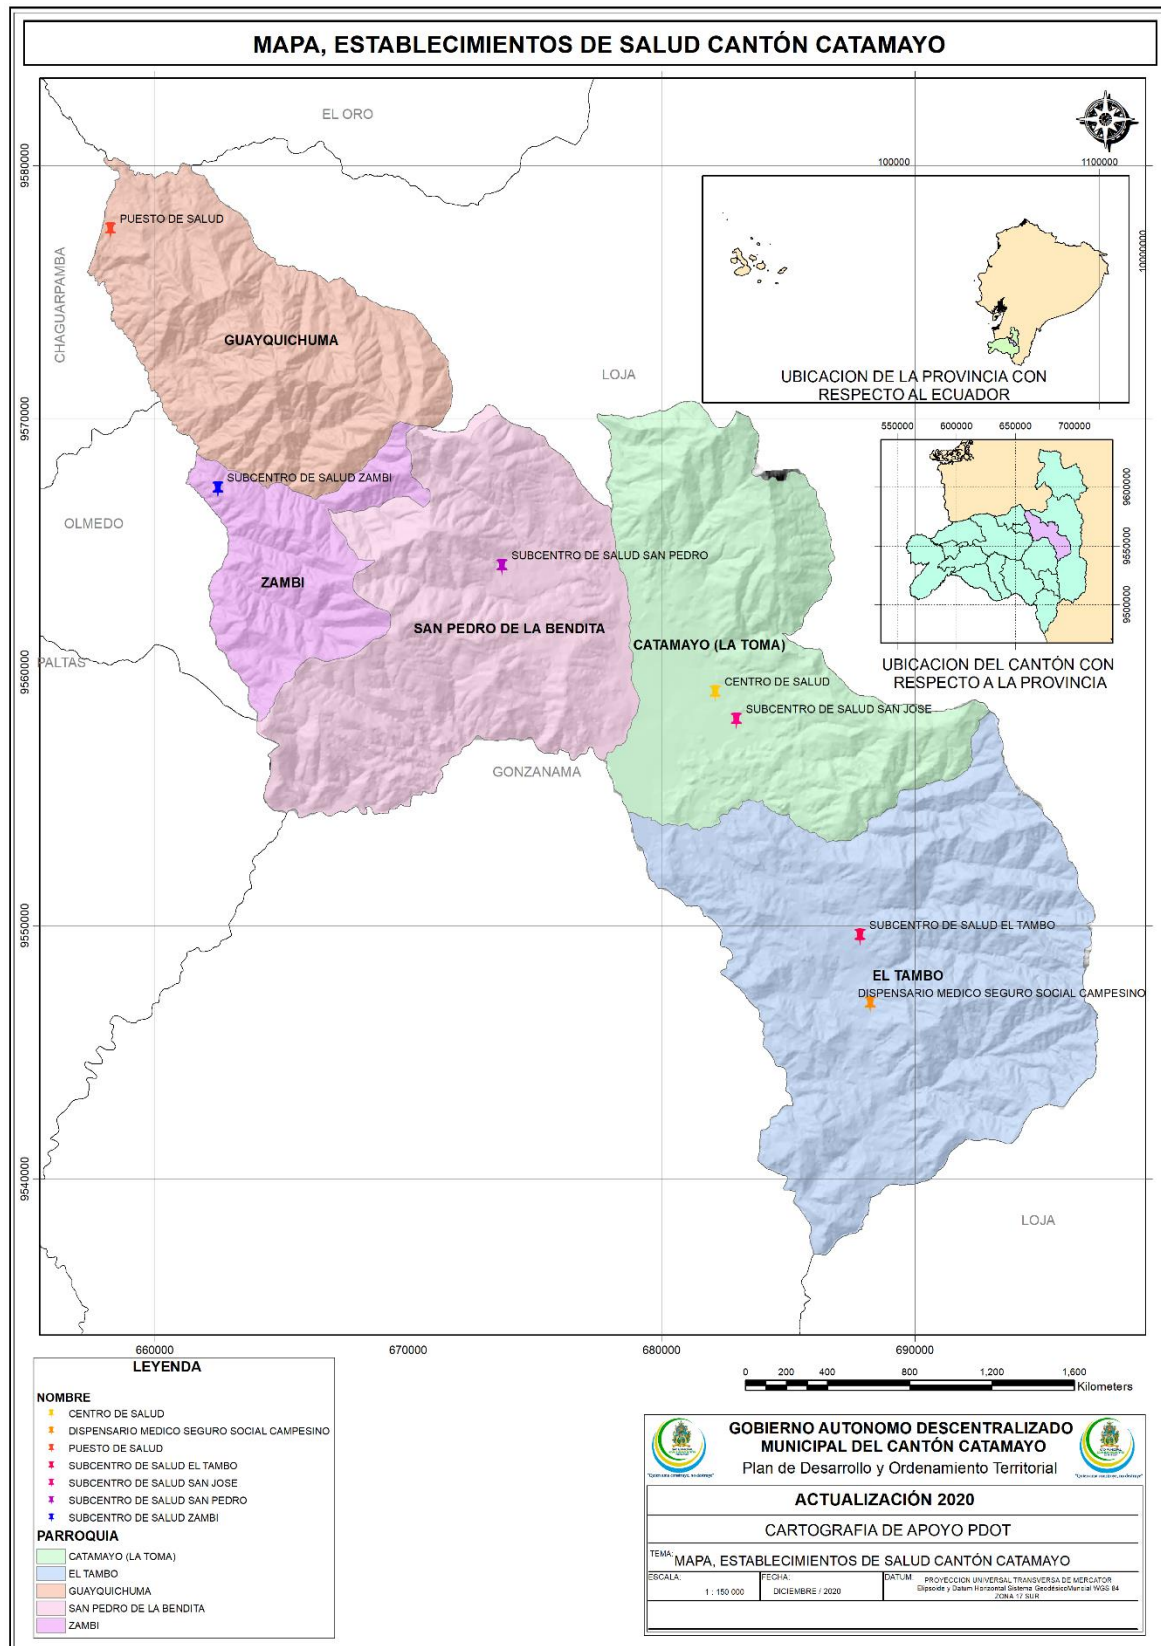 MAPA, ESTABLECIMIENTOS DE SALUD CANTÓN CATAMAYO
EL ORO
9580000
100000
1100000
10000000
PUESTO DE SALUD
CHAGUARPAMBA
GUAYQUICHUMA
LOJA
UBICACION DE LA PROVINCIA CON
RESPECTO AL ECUADOR
9570000
550000
600000
650000
700000
9600000
9550000
9500000
SUBCENTRO DE SALUD ZAMBI
OLMEDO
SUBCENTRO DE SALUD SAN PEDRO
ZAMBI
SAN PEDRO DE LA BENDITA
CATAMAYO (LA TOMA)
PALTAS
9560000
UBICACION DEL CANTÓN CON
RESPECTO A LA PROVINCIA
CENTRO DE SALUD
SUBCENTRO DE SALUD SAN JOSE
GONZANAMA
9550000
SUBCENTRO DE SALUD EL TAMBO
EL TAMBO
DISPENSARIO MEDICO SEGURO SOCIAL CAMPESINO
9540000
LOJA
660000
670000
680000
690000
LEYENDA
NOMBRE
CENTRO DE SALUD
DISPENSARIO MEDICO SEGURO SOCIAL CAMPESINO
PUESTO DE SALUD
SUBCENTRO DE SALUD EL TAMBO
SUBCENTRO DE SALUD SAN JOSE
SUBCENTRO DE SALUD SAN PEDRO
SUBCENTRO DE SALUD ZAMBI
PARROQUIA
CATAMAYO (LA TOMA)
EL TAMBO
GUAYQUICHUMA
SAN PEDRO DE LA BENDITA
ZAMBI
0 200 400 800 1,200 1,600
Kilometers
GOBIERNO AUTONOMO DESCENTRALIZADO
MUNICIPAL DEL CANTÓN CATAMAYO
Plan de Desarrollo y Ordenamiento Territorial
ACTUALIZACIÓN 2020
CARTOGRAFIA DE APOYO PDOT
TEMA: MAPA, ESTABLECIMIENTOS DE SALUD CANTÓN CATAMAYO
ESCALA:
1 : 150 000
FECHA:
DICIEMBRE / 2020
DATUM:
PROYECCION UNIVERSAL TRANSVERSA DE MERCATOR
Elipsoide y Datum Horizontal Sistema GeodésicoMundial WGS 84
ZONA 17 SUR